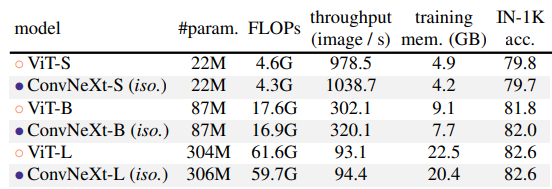 model #param. FLOPs throughput (image / s) training mem. (GB) IN-1K acc.
○ ViT-S 22M 4.6G 978.5 4.9 79.8
● ConvNeXt-S (iso.) 22M 4.3G 1038.7 4.2 79.7
○ ViT-B 87M 17.6G 302.1 9.1 81.8
● ConvNeXt-B (iso.) 87M 16.9G 320.1 7.7 82.0
○ ViT-L 304M 61.6G 93.1 22.5 82.6
● ConvNeXt-L (iso.) 306M 59.7G 94.4 20.4 82.6